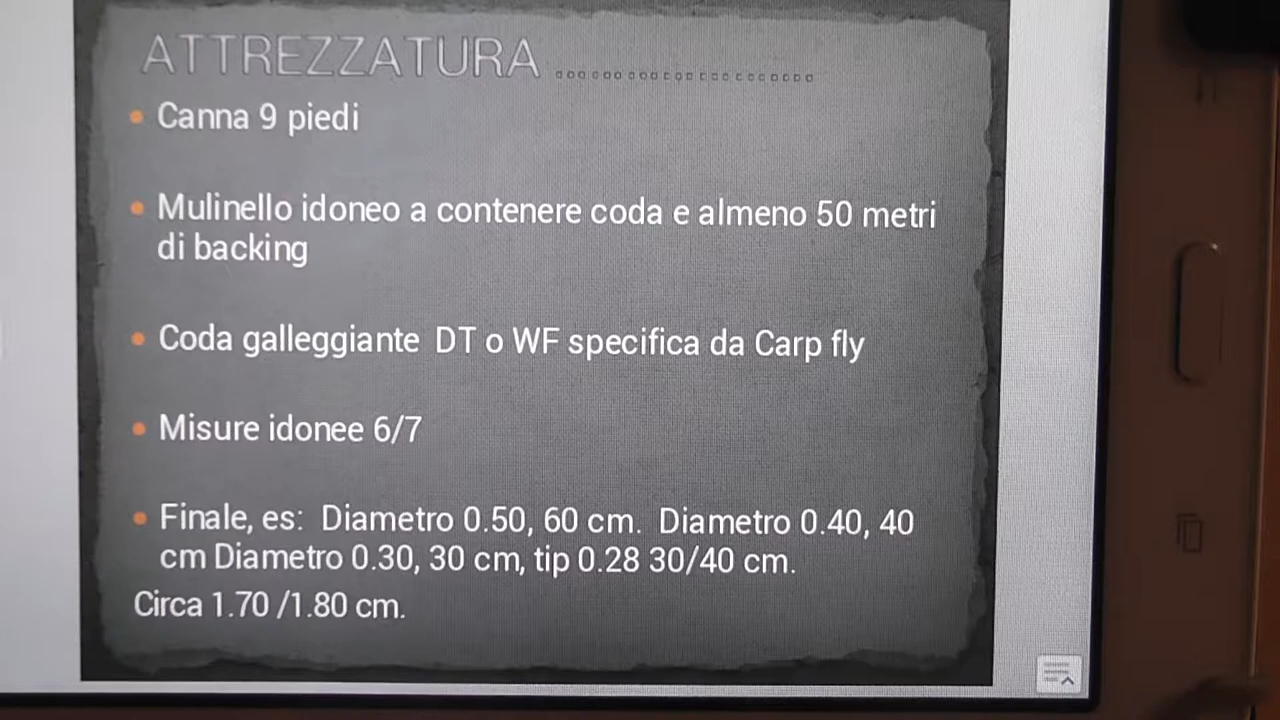 ATTREZZATURA ......................
• Canna 9 piedi
• Mulinello idoneo a contenere coda e almeno 50 metri
di backing
• Coda galleggiante DT o WF specifica da Carp fly
• Misure idonee 6/7
• Finale, es: Diametro 0.50, 60 cm. Diametro 0.40, 40
cm Diametro 0.30, 30 cm, tip 0.28 30/40 cm.
Circa 1.70 /1.80 cm.